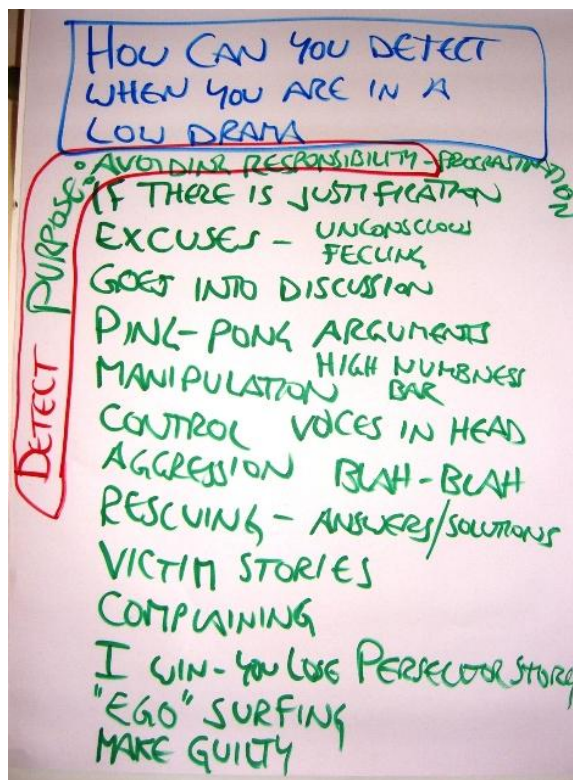 HOW CAN YOU DETECT
WHEN YOU ARE IN A
LOW DRAMA
DETECT PURPOSE: AVOIDING RESPONSIBILITY - PROCRASTINATION
IF THERE IS JUSTIFICATION
EXCUSES - UNCONSCIOUS FEELING
GOES INTO DISCUSSION
PING-PONG ARGUMENTS
MANIPULATION HIGH NUMBNESS BAR
CONTROL VOICES IN HEAD
AGGRESSION BLAH-BLAH
RESCUING - ANSWERS/SOLUTIONS
VICTIM STORIES
COMPLAINING
I WIN - YOU LOSE PERSECUTOR STORY
"EGO" SURFING
MAKE GUILTY